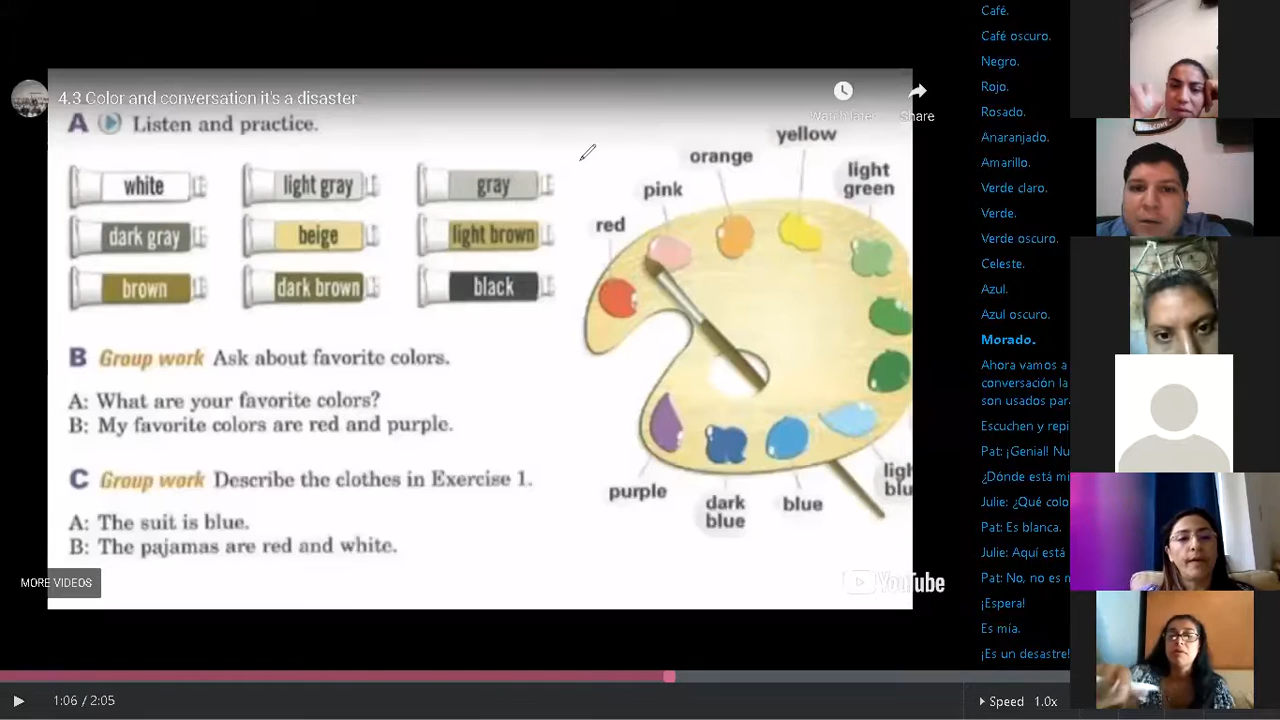 4.3 Color and conversation it's a disaster
Watch later
Share
A Listen and practice.
white
light gray
gray
dark gray
beige
light brown
brown
dark brown
black
red
pink
orange
yellow
light
green
purple
dark
blue
blue
B Group work Ask about favorite colors.
A: What are your favorite colors?
B: My favorite colors are red and purple.
C Group work Describe the clothes in Exercise 1.
A: The suit is blue.
B: The pajamas are red and white.
MORE VIDEOS
YouTube
1:06 / 2:05
Speed 1.0x
Café.
Café oscuro.
Negro.
Rojo.
Rosado.
Anaranjado.
Amarillo.
Verde claro.
Verde.
Verde oscuro.
Celeste.
Azul.
Azul oscuro.
Morado.
Ahora vamos a
conversación la
son usados
Escuchen y
Pat: ¡Genial!
¿Dónde está
Julie: ¿Qué
Pat: Es blanca.
Julie: Aquí está
Pat: No, no es
¡Espera!
Es mía.
¡Es un desastre!
WELCOME